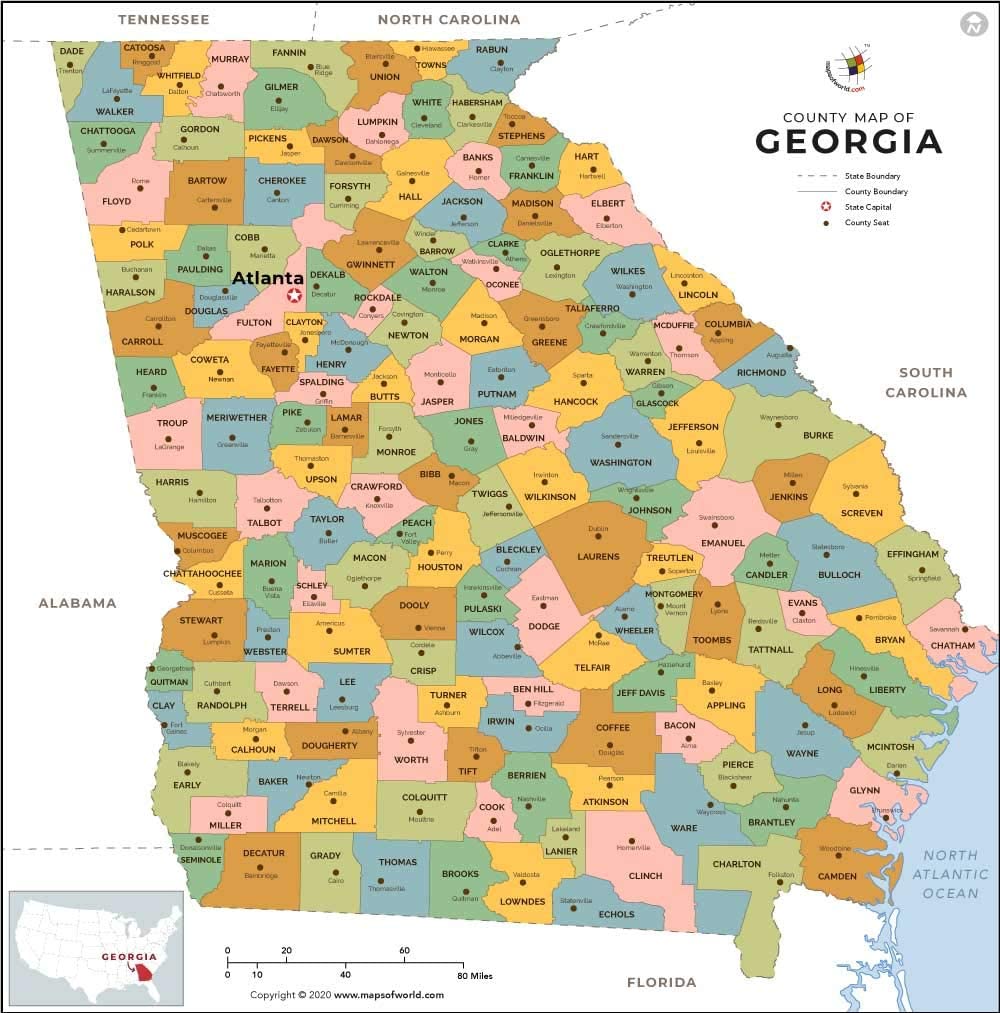 TENNESSEE
NORTH CAROLINA
COUNTY MAP OF
GEORGIA
mapsofworld.com
TM
State Boundary
County Boundary
State Capital
County Seat
DADE
Trenton
CATOOSA
Ringgold
WHITFIELD
Dalton
MURRAY
Chatsworth
FANNIN
Blue
Ridge
Blairsville
UNION
Hiawassee
TOWNS
RABUN
Clayton
LaFayette
WALKER
GILMER
Ellijay
WHITE
Cleveland
HABERSHAM
Clarkesville
Toccoa
STEPHENS
CHATTOOGA
Summerville
GORDON
Calhoun
PICKENS
Jasper
DAWSON
Dawsonville
LUMPKIN
Dahlonega
BANKS
Homer
Carnesville
FRANKLIN
HART
Hartwell
Rome
FLOYD
BARTOW
Cartersville
CHEROKEE
Canton
FORSYTH
Cumming
Gainesville
HALL
JACKSON
Jefferson
MADISON
Danielsville
ELBERT
Elberton
Cedartown
POLK
Dallas
PAULDING
COBB
Marietta
Lawrenceville
GWINNETT
Winder
BARROW
CLARKE
Athens
Watkinsville
OCONEE
OGLETHORPE
Lexington
WILKES
Washington
Lincolnton
LINCOLN
Buchanan
HARALSON
Douglasville
DOUGLAS
Atlanta
FULTON
DEKALB
Decatur
ROCKDALE
Conyers
WALTON
Monroe
Carrollton
CARROLL
CLAYTON
Jonesboro
McDonough
HENRY
Covington
NEWTON
Madison
MORGAN
Greensboro
GREENE
TALIAFERRO
Crawfordville
MCDUFFIE
Thomson
COLUMBIA
Appling
Augusta
RICHMOND
HEARD
Franklin
COWETA
Newnan
Fayetteville
FAYETTE
SPALDING
Griffin
Jackson
BUTTS
Monticello
JASPER
Eatonton
PUTNAM
Sparta
HANCOCK
Warrenton
WARREN
Gibson
GLASCOCK
SOUTH
CAROLINA
TROUP
LaGrange
MERIWETHER
Greenville
PIKE
Zebulon
LAMAR
Barnesville
Forsyth
MONROE
JONES
Gray
Milledgeville
BALDWIN
Sandersville
WASHINGTON
JEFFERSON
Louisville
Waynesboro
BURKE
Thomaston
UPSON
BIBB
Macon
TWIGGS
Jeffersonville
Irwinton
WILKINSON
Wrightsville
JOHNSON
Millen
JENKINS
Sylvania
SCREVEN
HARRIS
Hamilton
Talbotton
TALBOT
CRAWFORD
Knoxville
TAYLOR
Butler
PEACH
Fort
Valley
Perry
HOUSTON
Dublin
LAURENS
Swainsboro
EMANUEL
MUSCOGEE
Columbus
CHATTAHOOCHEE
Cusseta
MARION
Buena
Vista
SCHLEY
Ellaville
MACON
Oglethorpe
BLECKLEY
Cochran
TREUTLEN
Soperton
Metter
CANDLER
Statesboro
BULLOCH
EFFINGHAM
Springfield
ALABAMA
STEWART
Lumpkin
Preston
WEBSTER
Americus
SUMTER
DOOLY
Vienna
Hawkinsville
PULASKI
Eastman
DODGE
Alamo
WHEELER
MONTGOMERY
Mount
Vernon
Lyons
TOOMBS
Reidsville
TATTNALL
EVANS
Claxton
Pembroke
BRYAN
Savannah
CHATHAM
Georgetown
QUITMAN
Cuthbert
RANDOLPH
Dawson
TERRELL
LEE
Leesburg
Cordele
CRISP
WILCOX
Abbeville
McRae
TELFAIR
Hazlehurst
JEFF DAVIS
Baxley
APPLING
LONG
Ludowici
Hinesville
LIBERTY
CLAY
Fort
Gaines
Morgan
CALHOUN
Albany
DOUGHERTY
Sylvester
WORTH
TURNER
Ashburn
BEN HILL
Fitzgerald
IRWIN
Ocilla
COFFEE
Douglas
BACON
Alma
Jesup
WAYNE
MCINTOSH
Darien
Blakely
EARLY
BAKER
Newton
Camilla
MITCHELL
COLQUITT
Moultrie
Tifton
TIFT
BERRIEN
Nashville
Pearson
ATKINSON
PIERCE
Blackshear
GLYNN
Brunswick
Colquitt
MILLER
COOK
Adel
Lakeland
LANIER
Homerville
CLINCH
Waycross
WARE
Nahunta
BRANTLEY
Donalsonville
SEMINOLE
DECATUR
Bainbridge
GRADY
Cairo
THOMAS
Thomasville
BROOKS
Quitman
Valdosta
LOWNDES
Statenville
ECHOLS
CHARLTON
Folkston
Woodbine
CAMDEN
NORTH
ATLANTIC
OCEAN
GEORGIA
0 20 60
0 10 40 80 Miles
Copyright © 2020 www.mapsofworld.com
FLORIDA